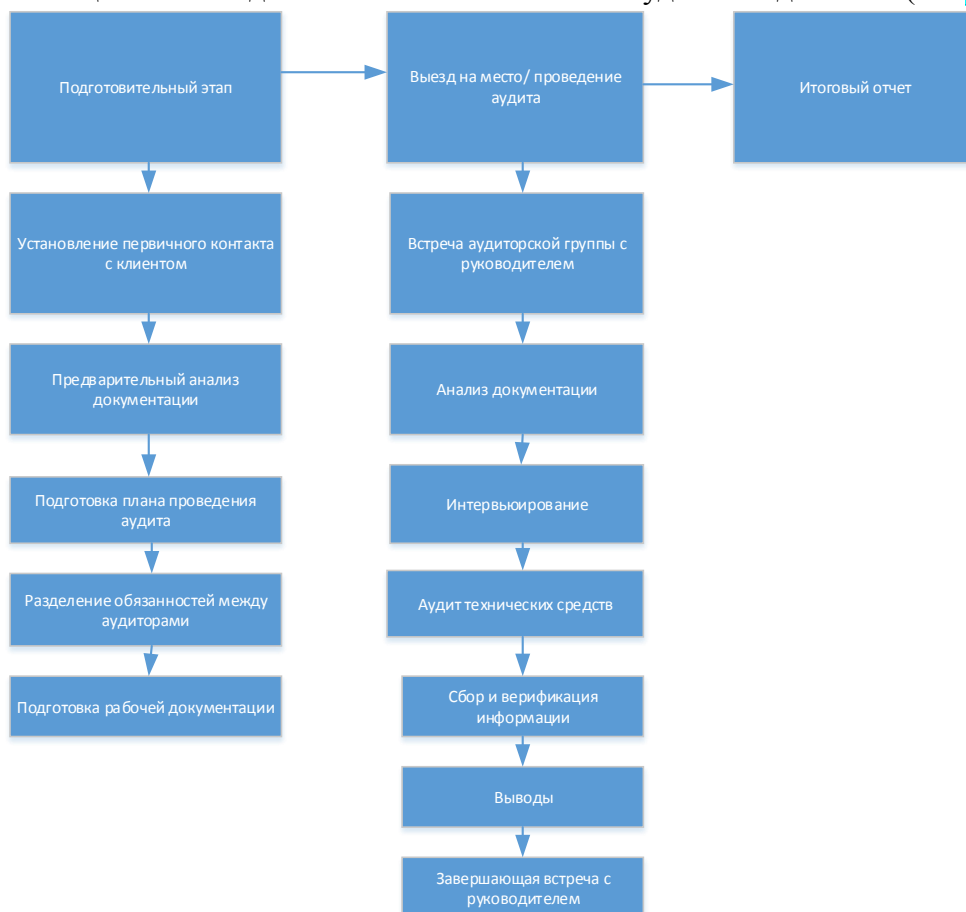 Подготовительный этап
Выезд на место/ проведение
аудита
Итоговый отчет
Установление первичного контакта
с клиентом
Предварительный анализ
документации
Подготовка плана проведения
аудита
Разделение обязанностей между
аудиторами
Подготовка рабочей документации
Встреча аудиторской группы с
руководителем
Анализ документации
Интервьюирование
Аудит технических средств
Сбор и верификация
информации
Выводы
Завершающая встреча с
руководителем